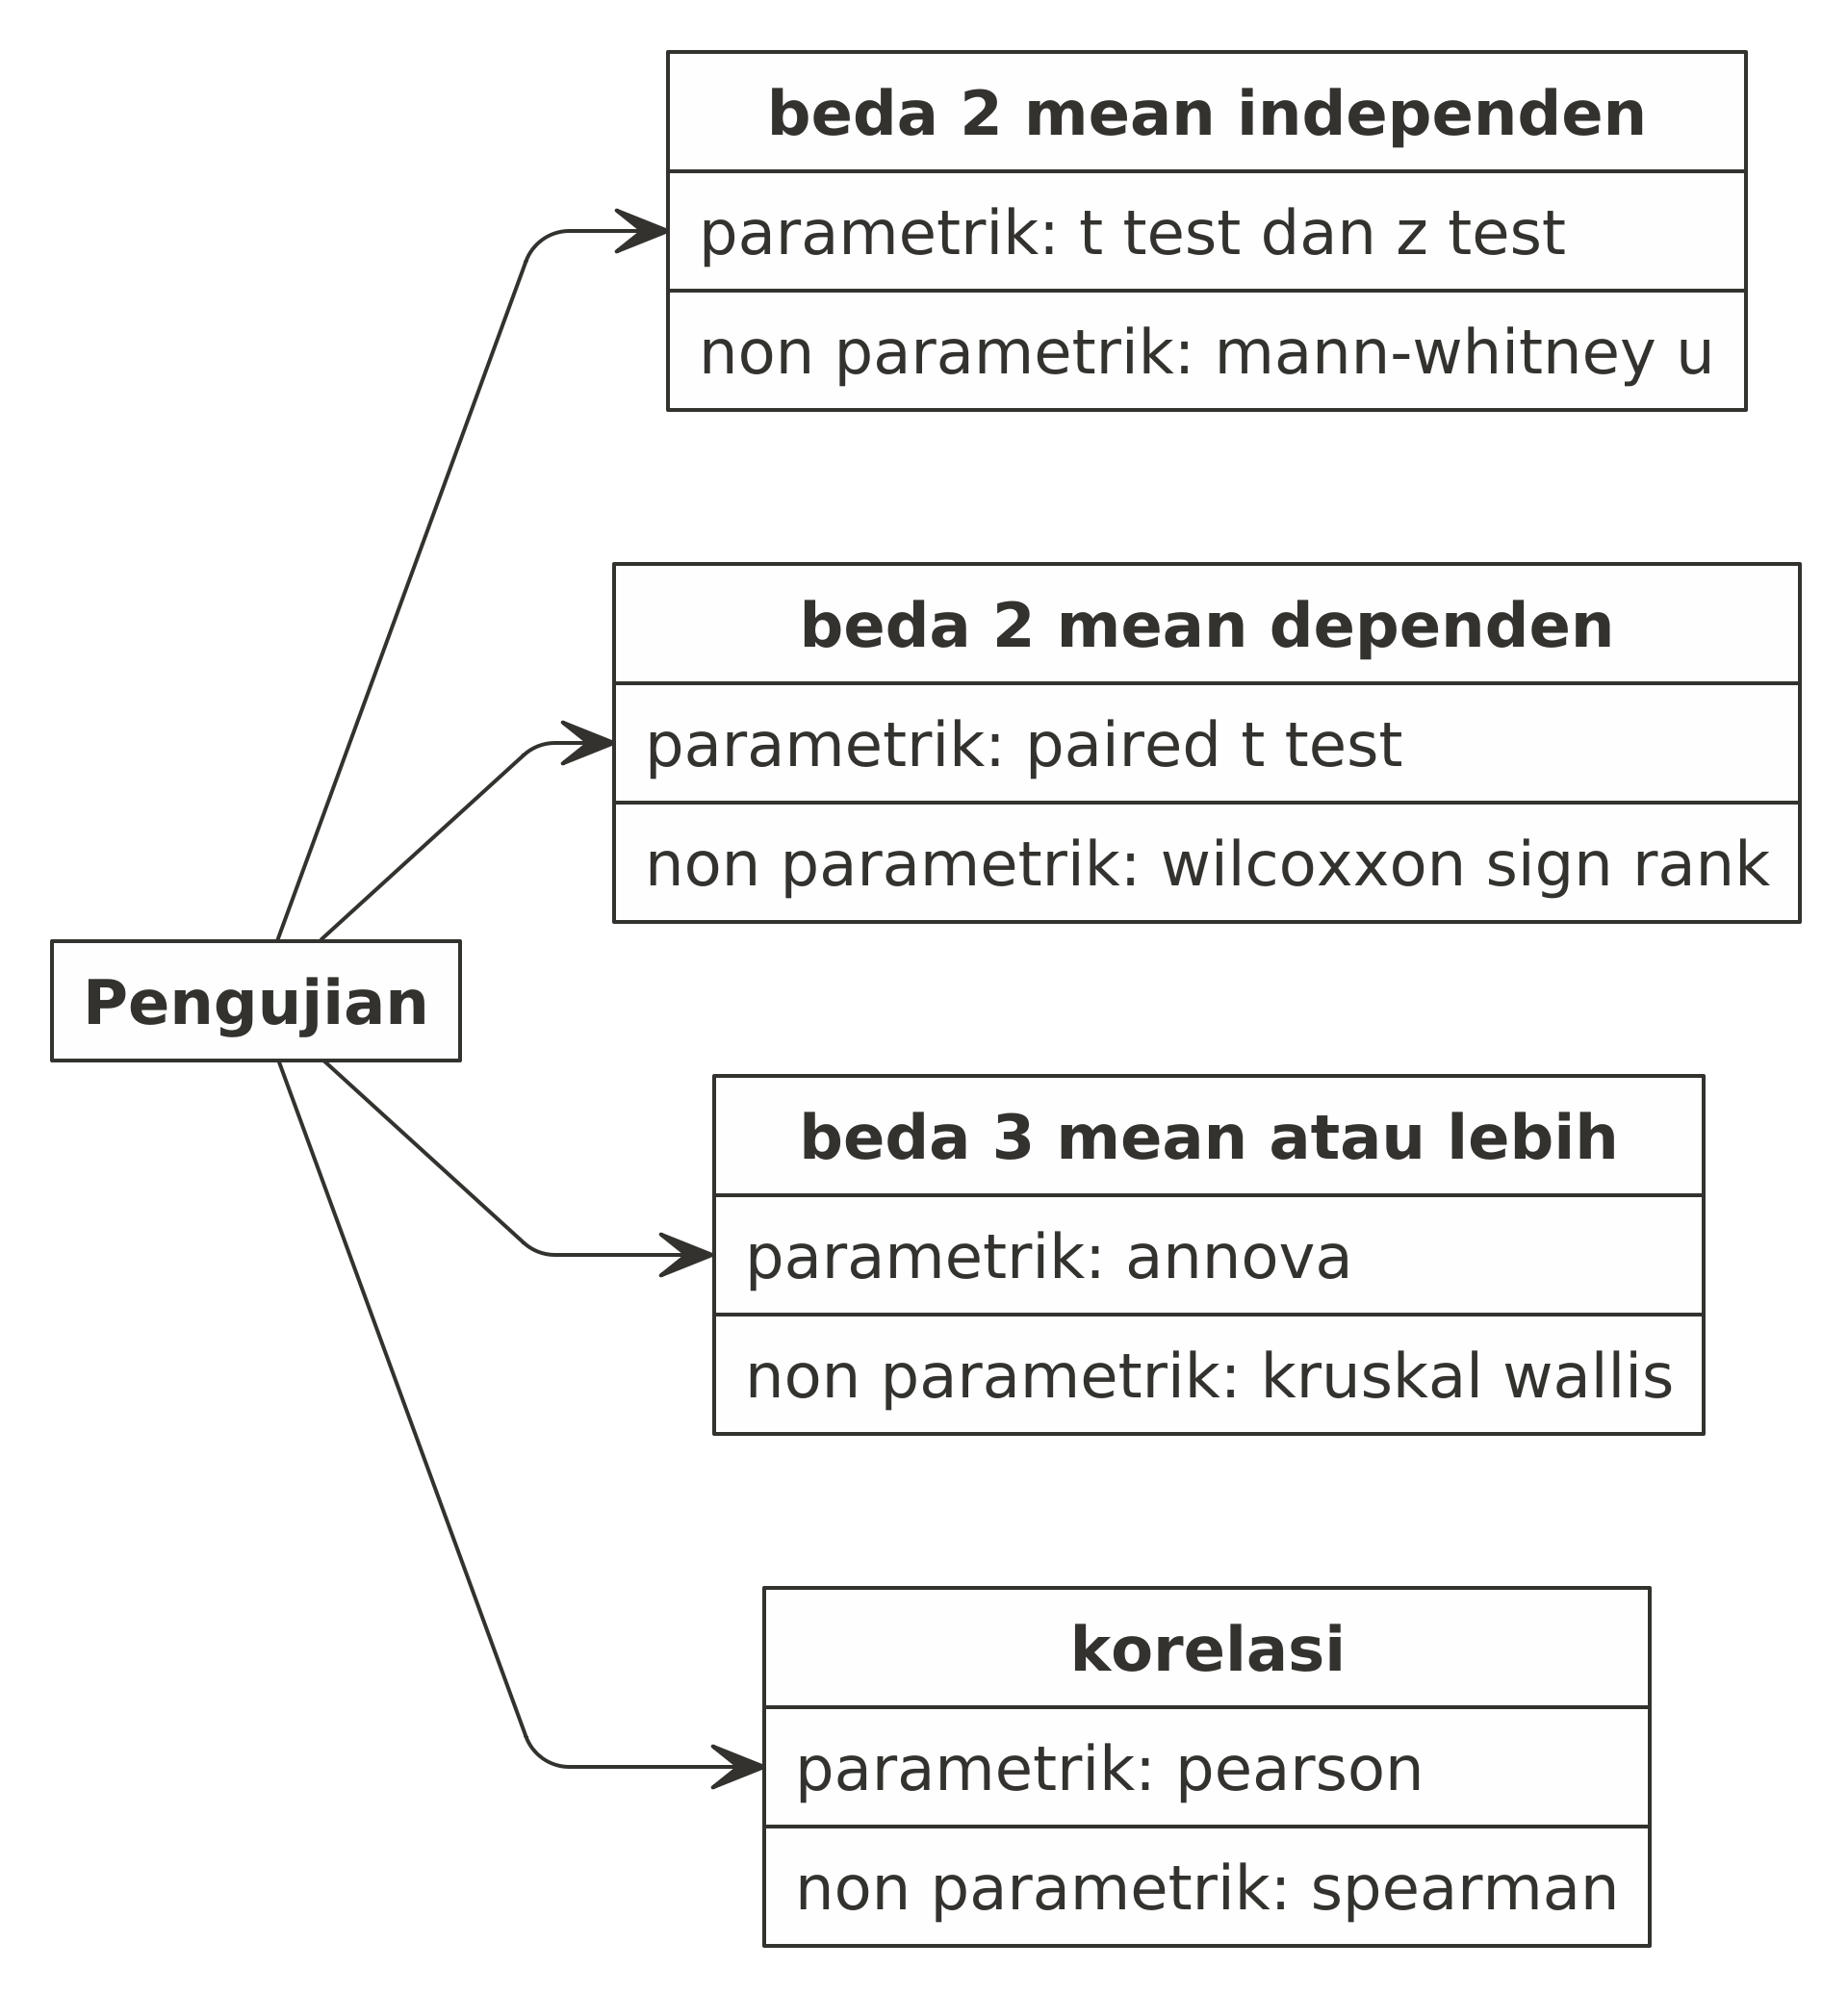 beda 2 mean independen
parametrik: t test dan z test
non parametrik: mann-whitney u
beda 2 mean dependen
parametrik: paired t test
non parametrik: wilcoxxon sign rank
Pengujian
beda 3 mean atau lebih
parametrik: annova
non parametrik: kruskal wallis
korelasi
parametrik: pearson
non parametrik: spearman